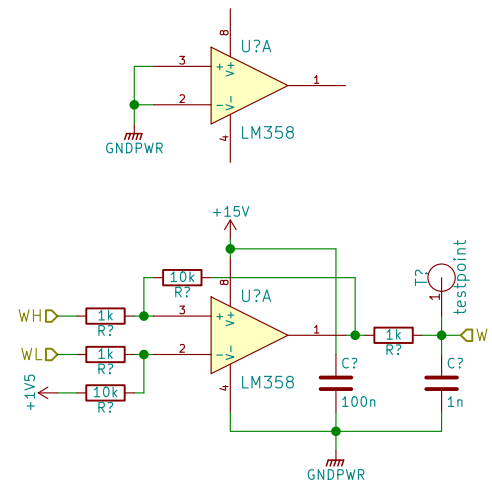 8
U?A
3
+
V+
1
2
-
V-
4
LM358
GNDPWR
+15V
10k
R?
8
U?A
T?
testpoint
1
WH
1k
R?
3
+
V+
1
1k
R?
W
WL
1k
R?
2
-
V-
+1V5
10k
R?
4
LM358
C?
100n
C?
1n
GNDPWR